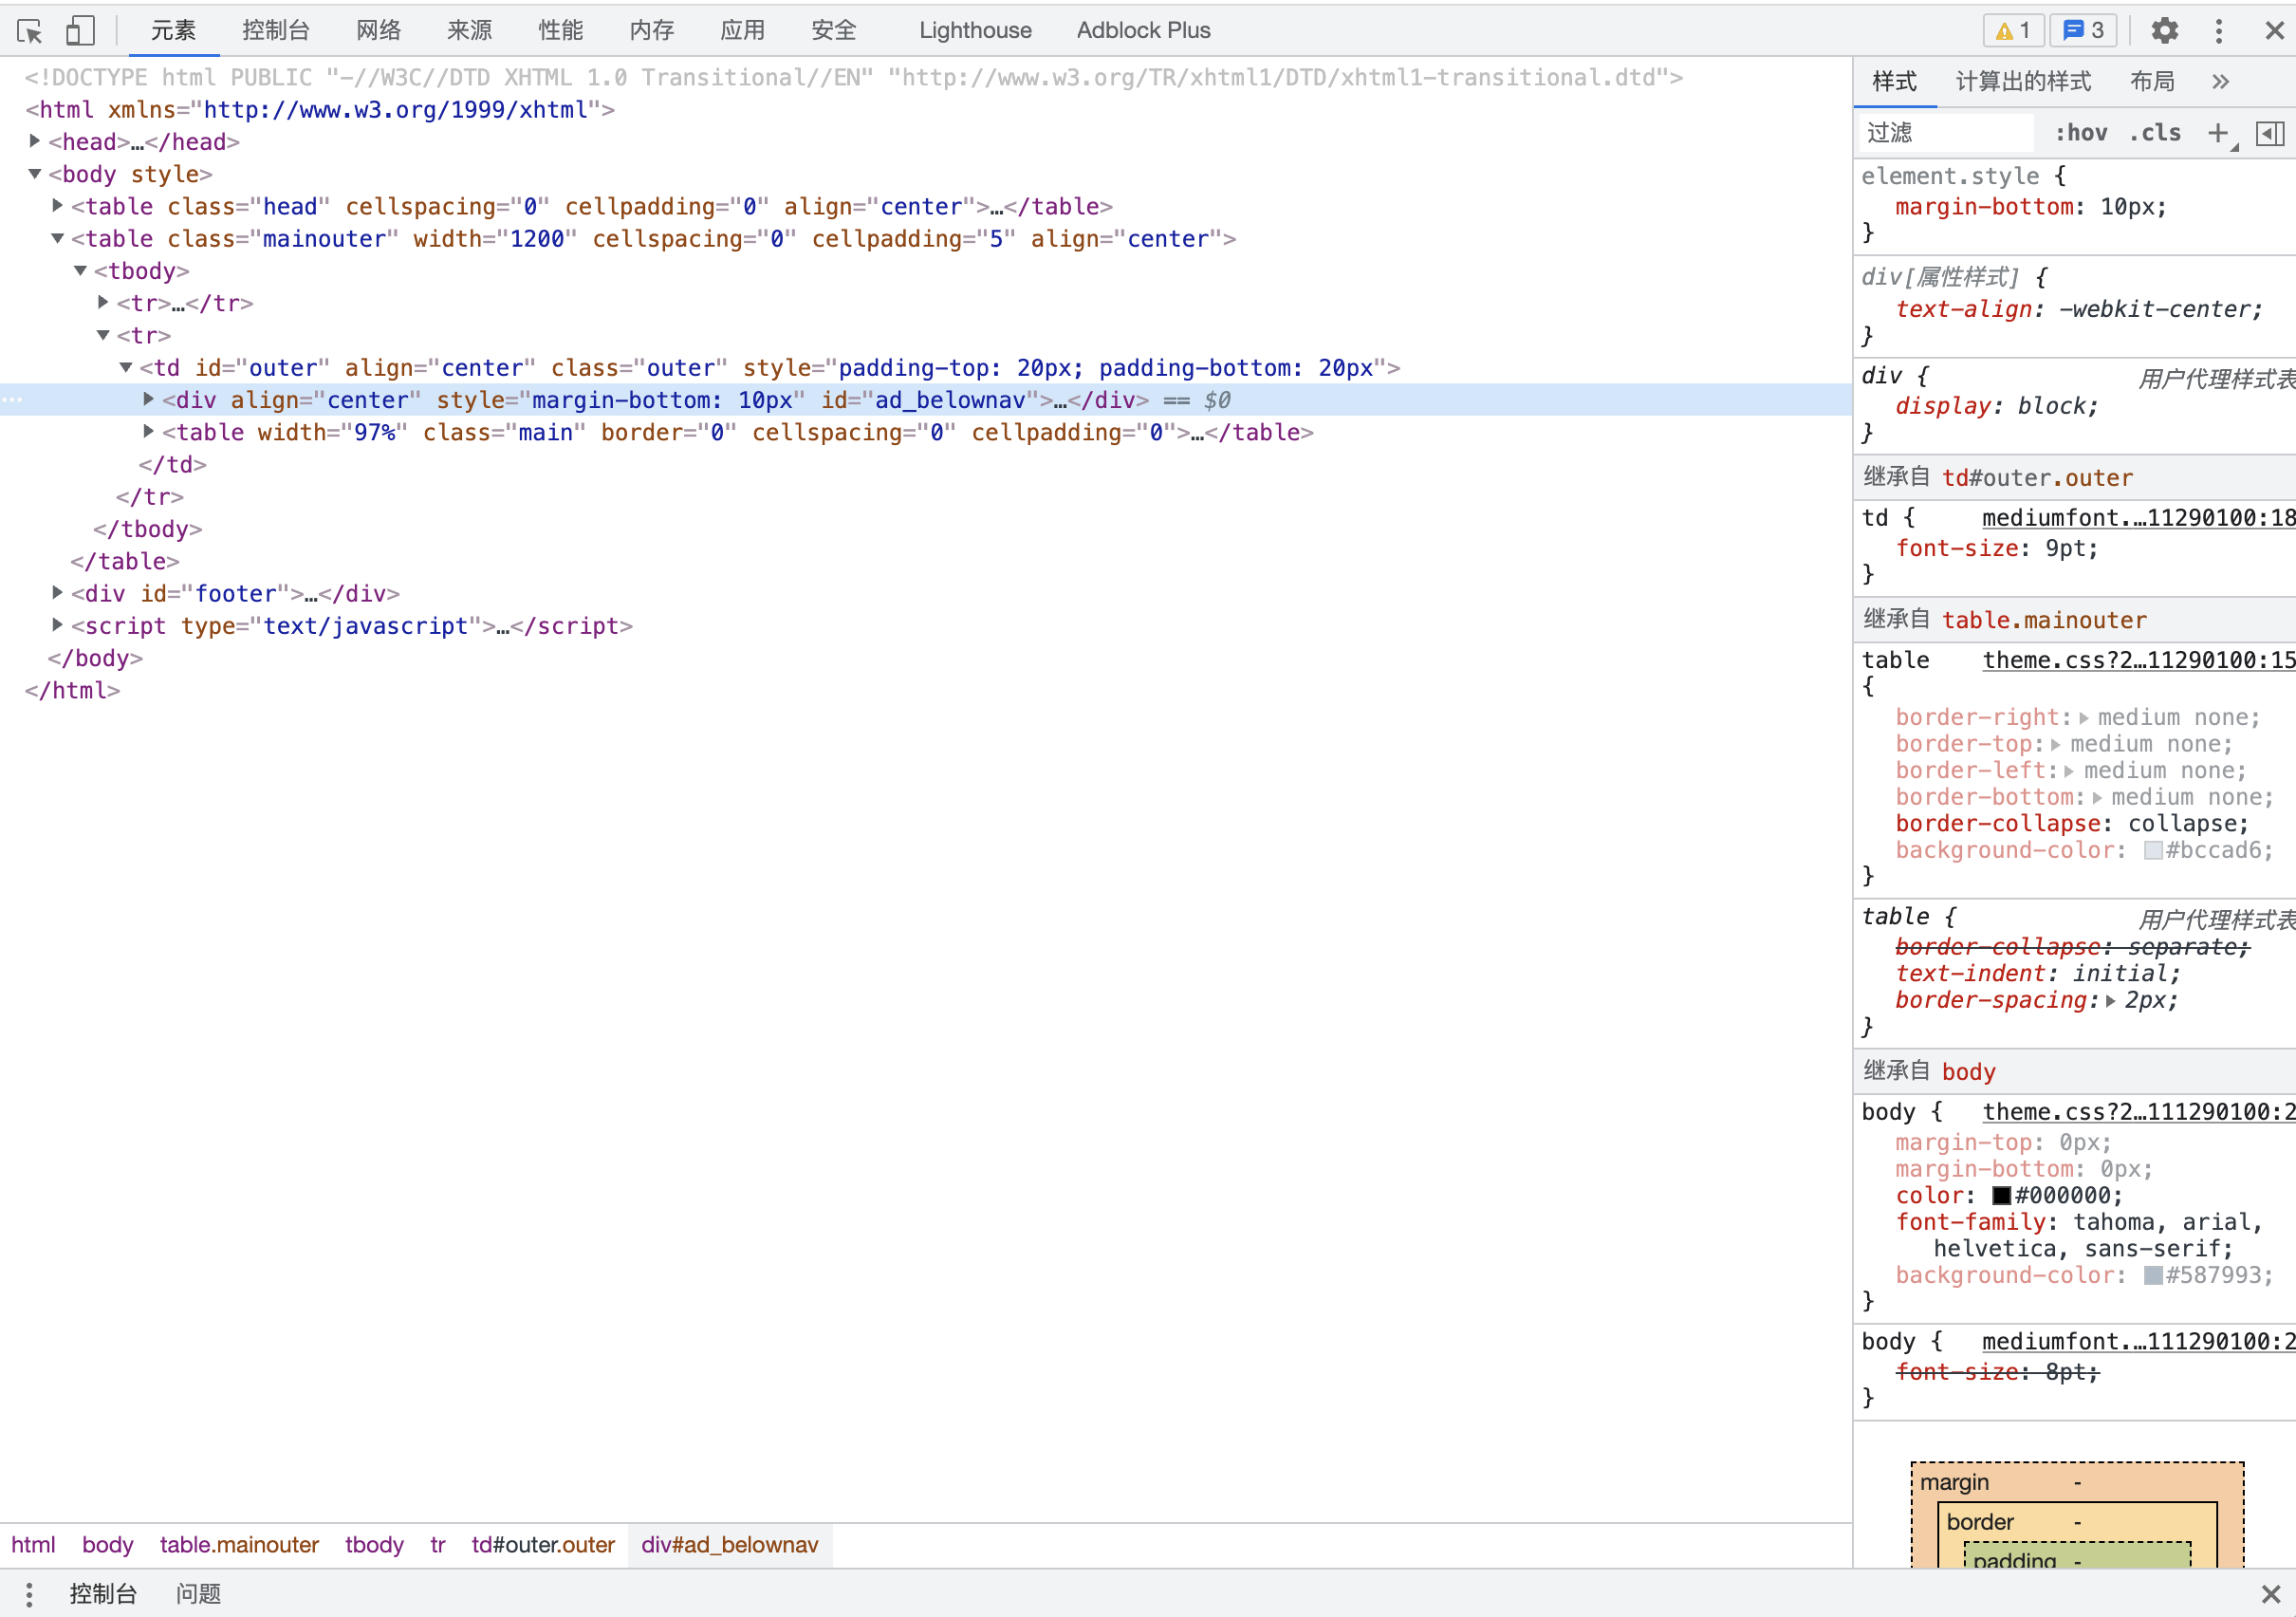 元素 控制台 网络 来源 性能 内存 应用 安全 Lighthouse Adblock Plus 1 3
<!DOCTYPE html PUBLIC "-//W3C//DTD XHTML 1.0 Transitional//EN" "http://www.w3.org/TR/xhtml1/DTD/xhtml1-transitional.dtd">
<html xmlns="http://www.w3.org/1999/xhtml">
<head>…</head>
<body style>
<table class="head" cellspacing="0" cellpadding="0" align="center">…</table>
<table class="mainouter" width="1200" cellspacing="0" cellpadding="5" align="center">
<tbody>
<tr>…</tr>
<tr>
<td id="outer" align="center" class="outer" style="padding-top: 20px; padding-bottom: 20px">
<div align="center" style="margin-bottom: 10px" id="ad_belownav">…</div> == $0
<table width="97%" class="main" border="0" cellspacing="0" cellpadding="0">…</table>
</td>
</tr>
</tbody>
</table>
<div id="footer">…</div>
<script type="text/javascript">…</script>
</body>
</html>
html body table.mainouter tbody tr td#outer.outer div#ad_belownav
样式 计算出的样式 布局 »
过滤 :hov .cls +
element.style {
margin-bottom: 10px;
}
div[属性样式] {
text-align: -webkit-center;
}
div { 用户代理样式表
display: block;
}
继承自 td#outer.outer
td { mediumfont.…11290100:18
font-size: 9pt;
}
继承自 table.mainouter
table theme.css?2…11290100:15
{
border-right: medium none;
border-top: medium none;
border-left: medium none;
border-bottom: medium none;
border-collapse: collapse;
background-color: #bccad6;
}
table { 用户代理样式表
border-collapse: separate;
text-indent: initial;
border-spacing: 2px;
}
继承自 body
body { theme.css?2…111290100:2
margin-top: 0px;
margin-bottom: 0px;
color: #000000;
font-family: tahoma, arial,
helvetica, sans-serif;
background-color: #587993;
}
body { mediumfont.…111290100:2
font-size: 8pt;
}
margin -
border -
padding -
控制台 问题